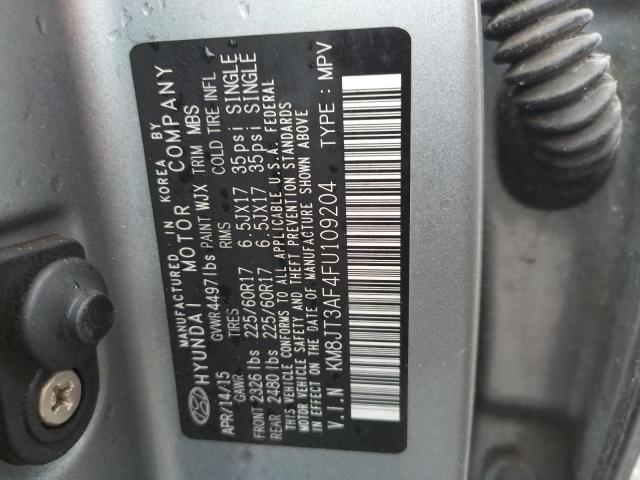 MANUFACTURED IN KOREA BY
HYUNDAI MOTOR COMPANY
APR/14/15 GVWR 4497 lbs PAINT WJX TRIM MBS
GAWR TIRES RIMS COLD TIRE INFL
FRONT 2326 lbs 225/60R17 6.5JX17 35psi SINGLE
REAR 2480 lbs 225/60R17 6.5JX17 35psi SINGLE
THIS VEHICLE CONFORMS TO ALL APPLICABLE U.S.A. FEDERAL
MOTOR VEHICLE SAFETY AND THEFT PREVENTION STANDARDS
IN EFFECT ON THE DATE OF MANUFACTURE SHOWN ABOVE
V.I.N KM8JT3AF4FU109204 TYPE : MPV